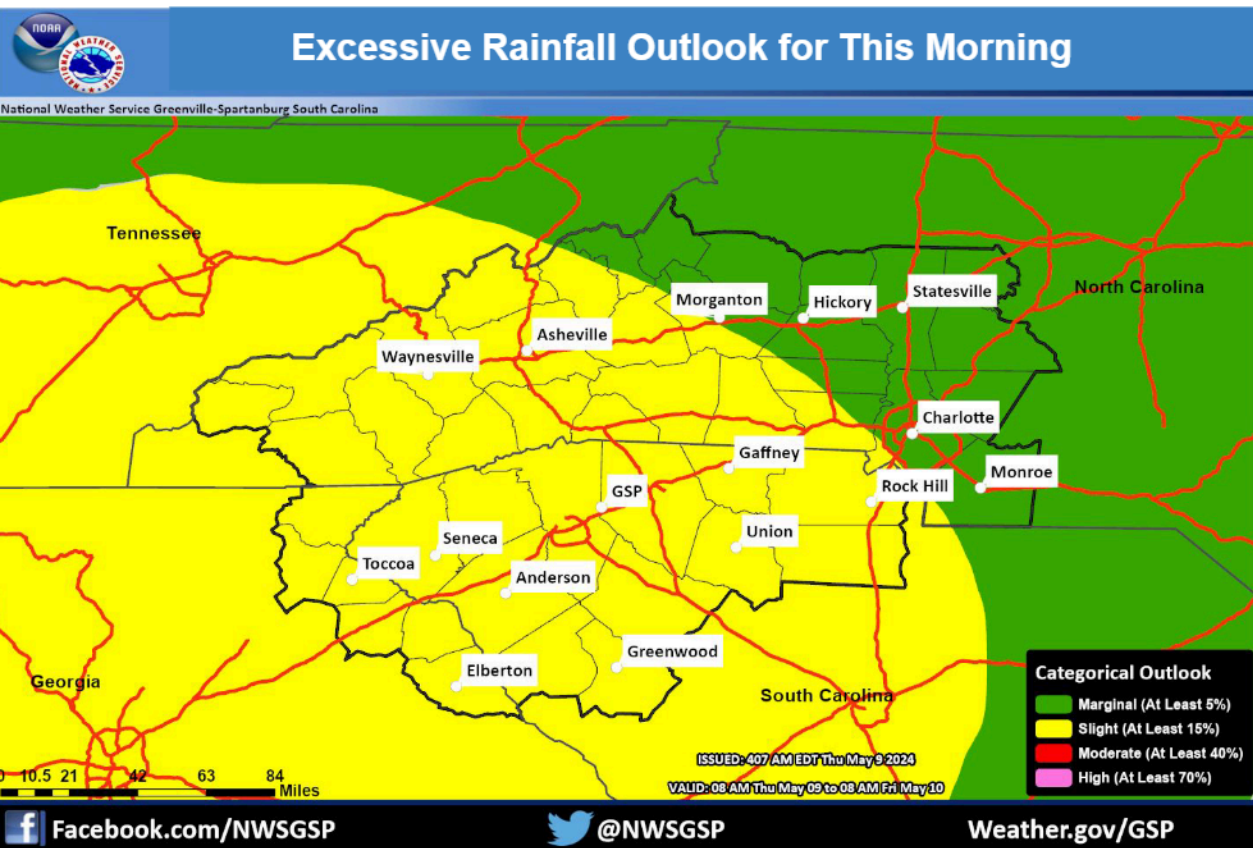 NOAA
NATIONAL WEATHER SERVICE
Excessive Rainfall Outlook for This Morning
National Weather Service Greenville-Spartanburg South Carolina
Tennessee
North Carolina
Morganton
Hickory
Statesville
Asheville
Waynesville
Charlotte
Gaffney
Monroe
Rock Hill
GSP
Union
Seneca
Toccoa
Anderson
Greenwood
Elberton
Georgia
South Carolina
Categorical Outlook
Marginal (At Least 5%)
Slight (At Least 15%)
Moderate (At Least 40%)
High (At Least 70%)
ISSUED: 407 AM EDT Thu May 9 2024
VALID: 08 AM Thu May 09 to 08 AM Fri May 10
0 10.5 21 42 63 84
Miles
Facebook.com/NWSGSP
@NWSGSP
Weather.gov/GSP